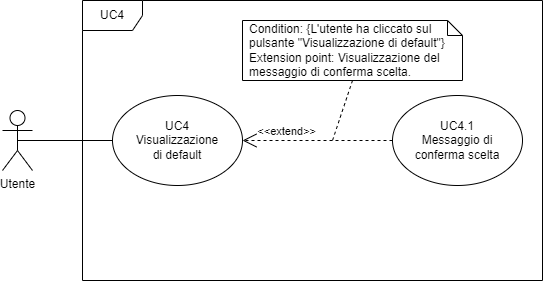 UC4
Condition: {L'utente ha cliccato sul
pulsante "Visualizzazione di default"}
Extension point: Visualizzazione del
messaggio di conferma scelta.
UC4
Visualizzazione
di default
<<extend>>
UC4.1
Messaggio di
conferma scelta
Utente